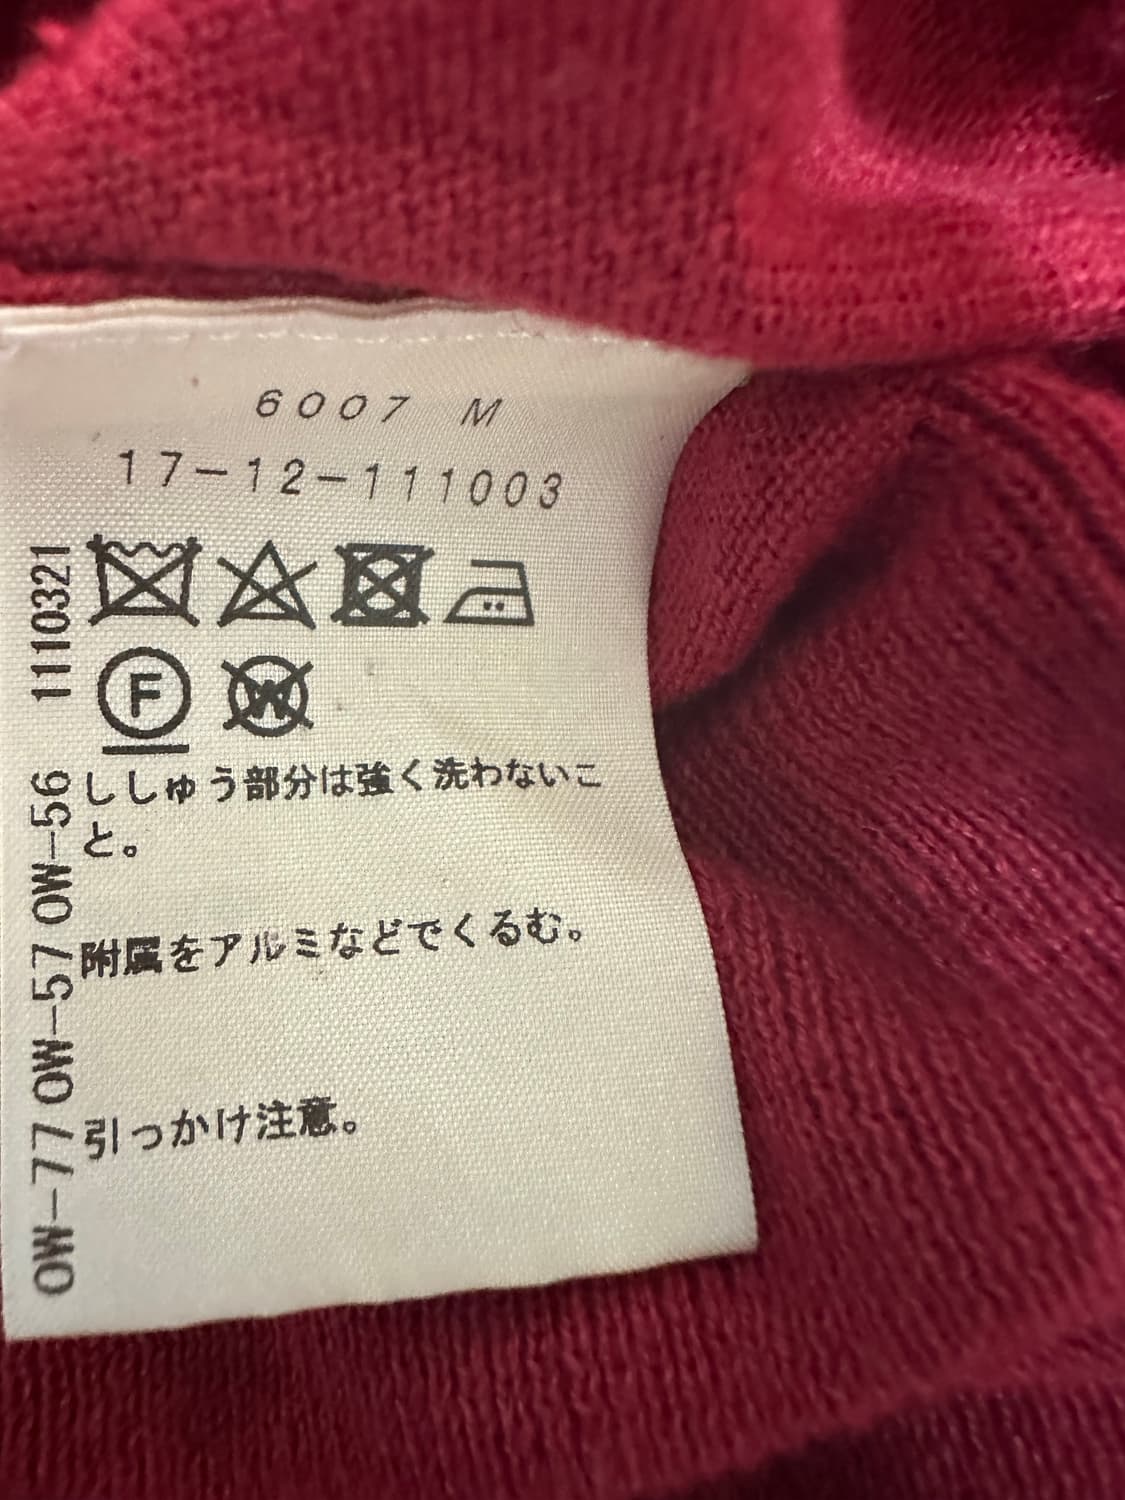 6007 M
17-12-111003
F
W
ししゅう部分は強く洗わないこ
と。
附属をアルミなどでくるむ。
引っかけ注意。
OW-77 OW-57 OW-56 1110321